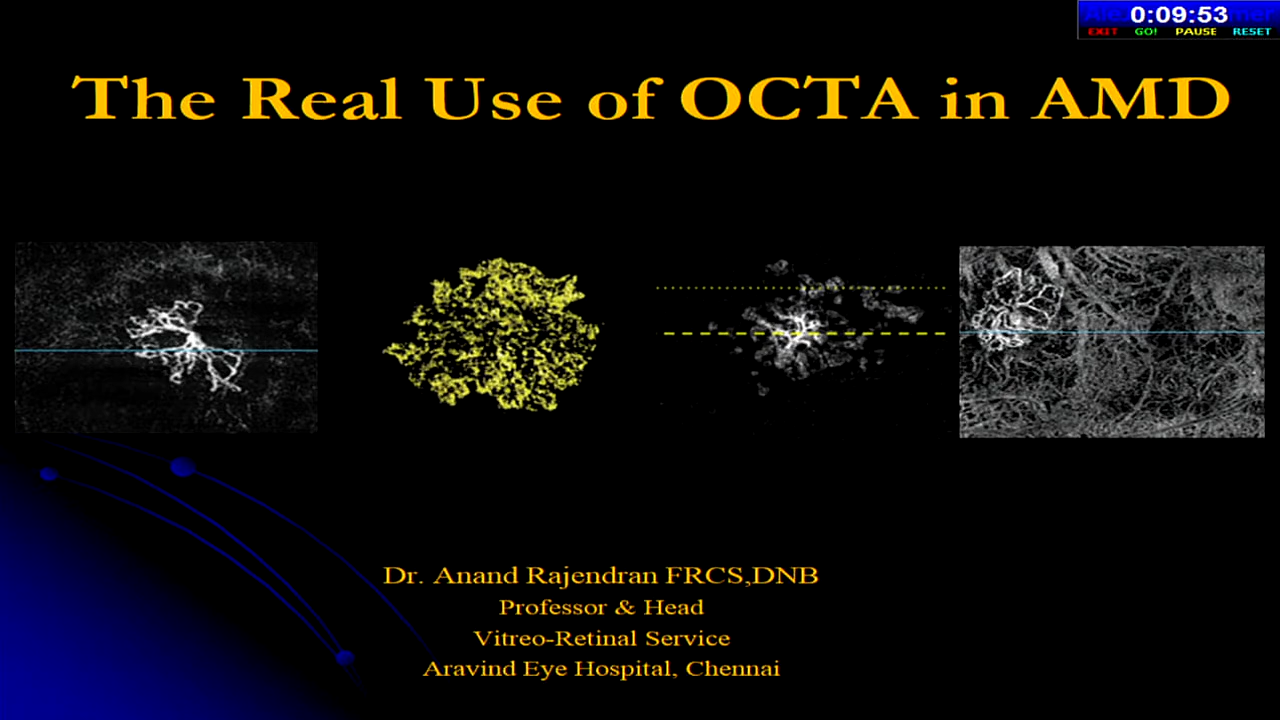 0:09:53
EXIT GO! PAUSE RESET
The Real Use of OCTA in AMD
Dr. Anand Rajendran FRCS,DNB
Professor & Head
Vitreo-Retinal Service
Aravind Eye Hospital, Chennai